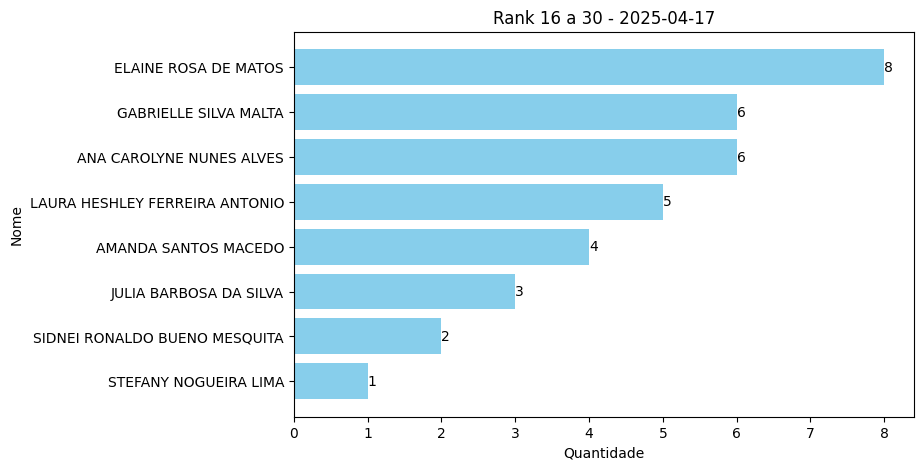 Rank 16 a 30 - 2025-04-17
Nome
ELAINE ROSA DE MATOS 8
GABRIELLE SILVA MALTA 6
ANA CAROLYNE NUNES ALVES 6
LAURA HESHLEY FERREIRA ANTONIO 5
AMANDA SANTOS MACEDO 4
JULIA BARBOSA DA SILVA 3
SIDNEI RONALDO BUENO MESQUITA 2
STEFANY NOGUEIRA LIMA 1
0 1 2 3 4 5 6 7 8
Quantidade